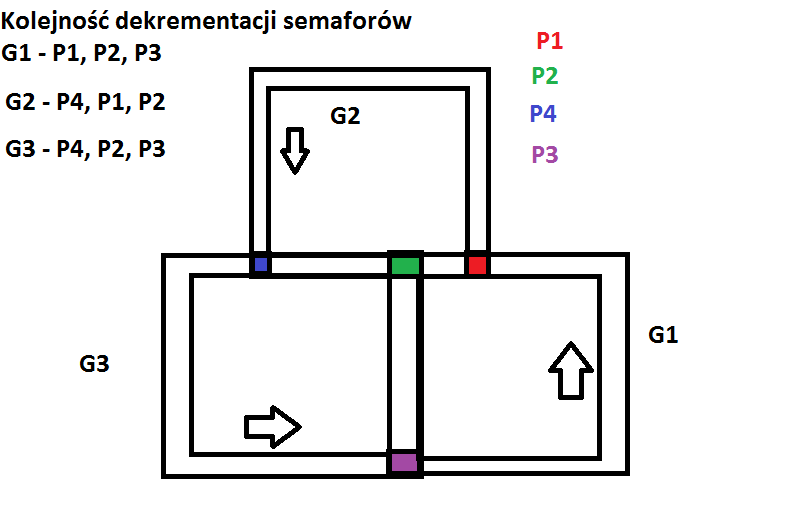 Kolejność dekrementacji semaforów
G1 - P1, P2, P3
G2 - P4, P1, P2
G3 - P4, P2, P3
P1
P2
P4
P3
G2
G3
G1